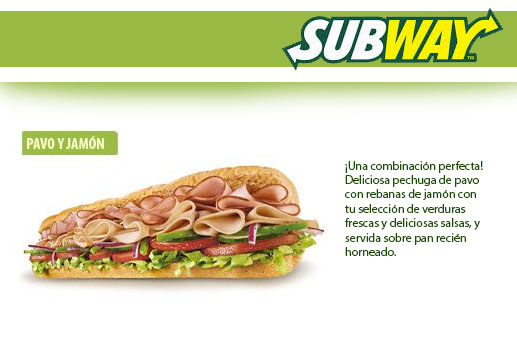 SUBWAY
TM
PAVO Y JAMÓN
¡Una combinación perfecta!
Deliciosa pechuga de pavo
con rebanas de jamón con
tu selección de verduras
frescas y deliciosas salsas, y
servida sobre pan recién
horneado.